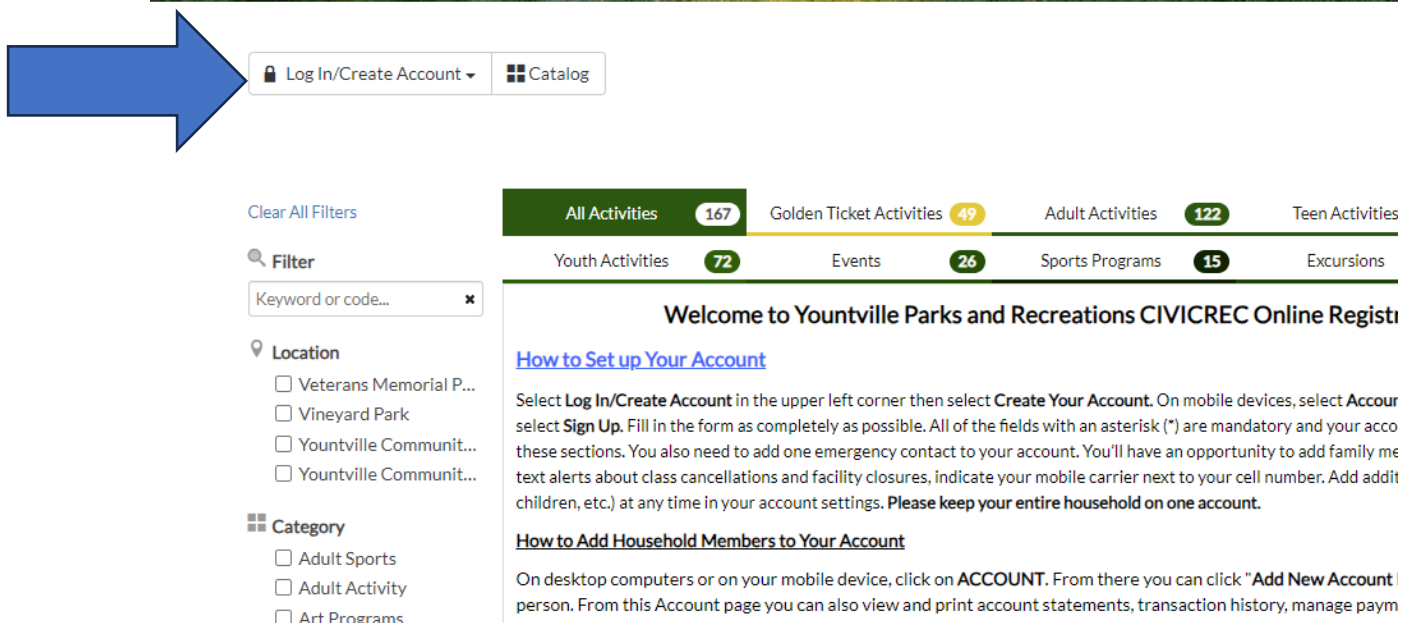 Log In/Create Account
Catalog
Clear All Filters
All Activities 167
Golden Ticket Activities 49
Adult Activities 122
Teen Activities
Youth Activities 72
Events 26
Sports Programs 15
Excursions
Filter
Keyword or code...
Location
Veterans Memorial P...
Vineyard Park
Yountville Communit...
Yountville Communit...
Category
Adult Sports
Adult Activity
Art Programs
Welcome to Yountville Parks and Recreations CIVICREC Online Registr
How to Set up Your Account
Select Log In/Create Account in the upper left corner then select Create Your Account. On mobile devices, select Accour
select Sign Up. Fill in the form as completely as possible. All of the fields with an asterisk (*) are mandatory and your acco
these sections. You also need to add one emergency contact to your account. You'll have an opportunity to add family me
text alerts about class cancellations and facility closures, indicate your mobile carrier next to your cell number. Add addit
children, etc.) at any time in your account settings. Please keep your entire household on one account.
How to Add Household Members to Your Account
On desktop computers or on your mobile device, click on ACCOUNT. From there you can click "Add New Account
person. From this Account page you can also view and print account statements, transaction history, manage paym